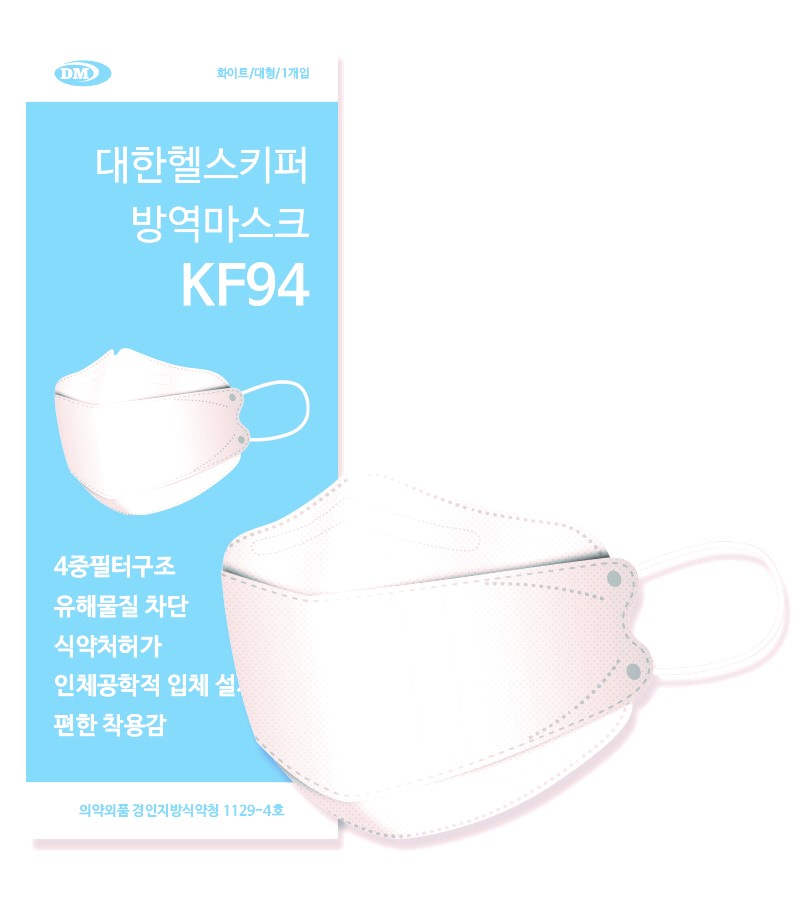 DM
화이트/대형/1개입
대한헬스키퍼
방역마스크
KF94
4중필터구조
유해물질 차단
식약처허가
인체공학적 입체
편한 착용감
의약외품 경인지방식약청 1129-4호